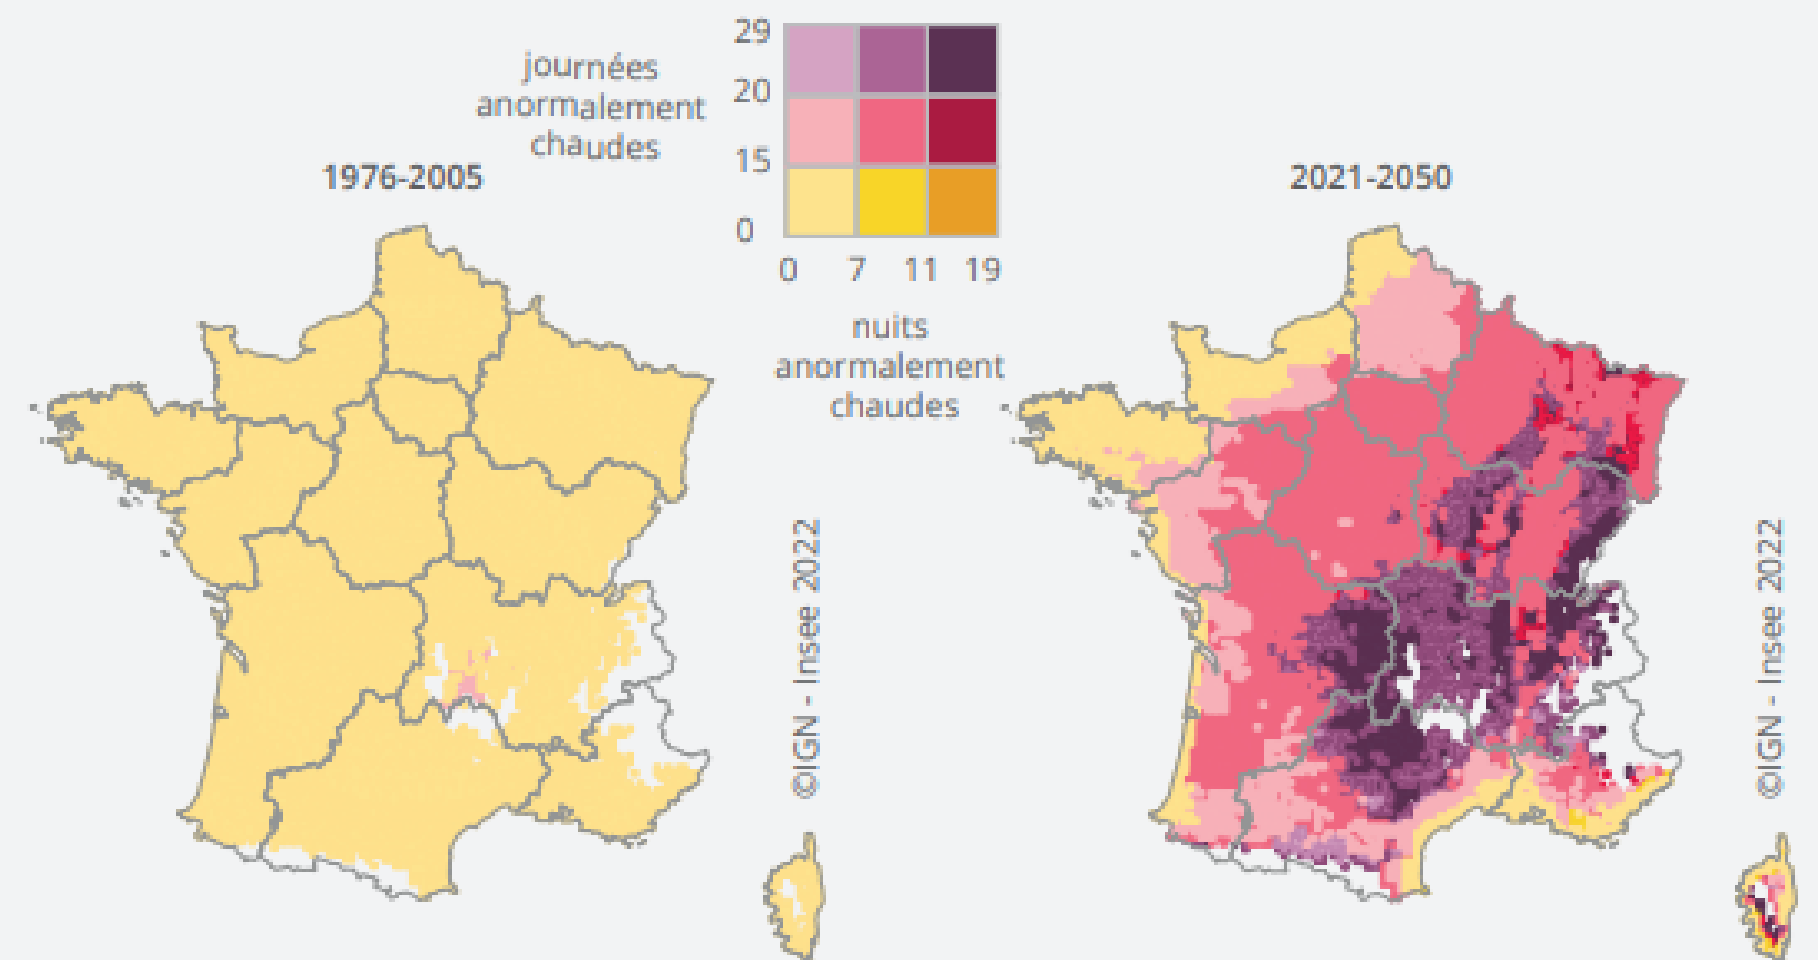 journées
anormalement
chaudes
29
20
15
0
0 7 11 19
nuits
anormalement
chaudes
1976-2005
2021-2050
©IGN - Insee 2022
©IGN - Insee 2022